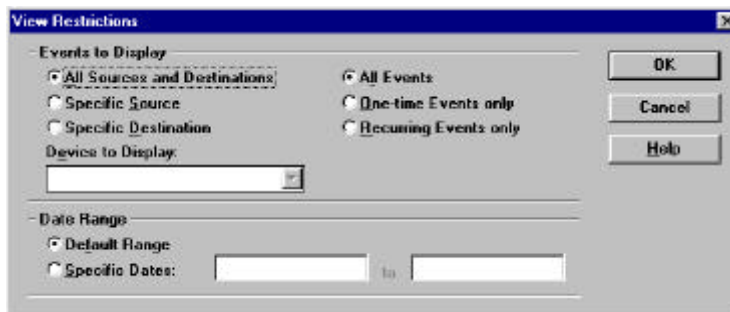 View Restrictions
Events to Display
All Sources and Destinations
All Events
OK
Specific Source
One-time Events only
Cancel
Specific Destination
Recurring Events only
Help
Device to Display:
Date Range
Default Range
Specific Dates:
to